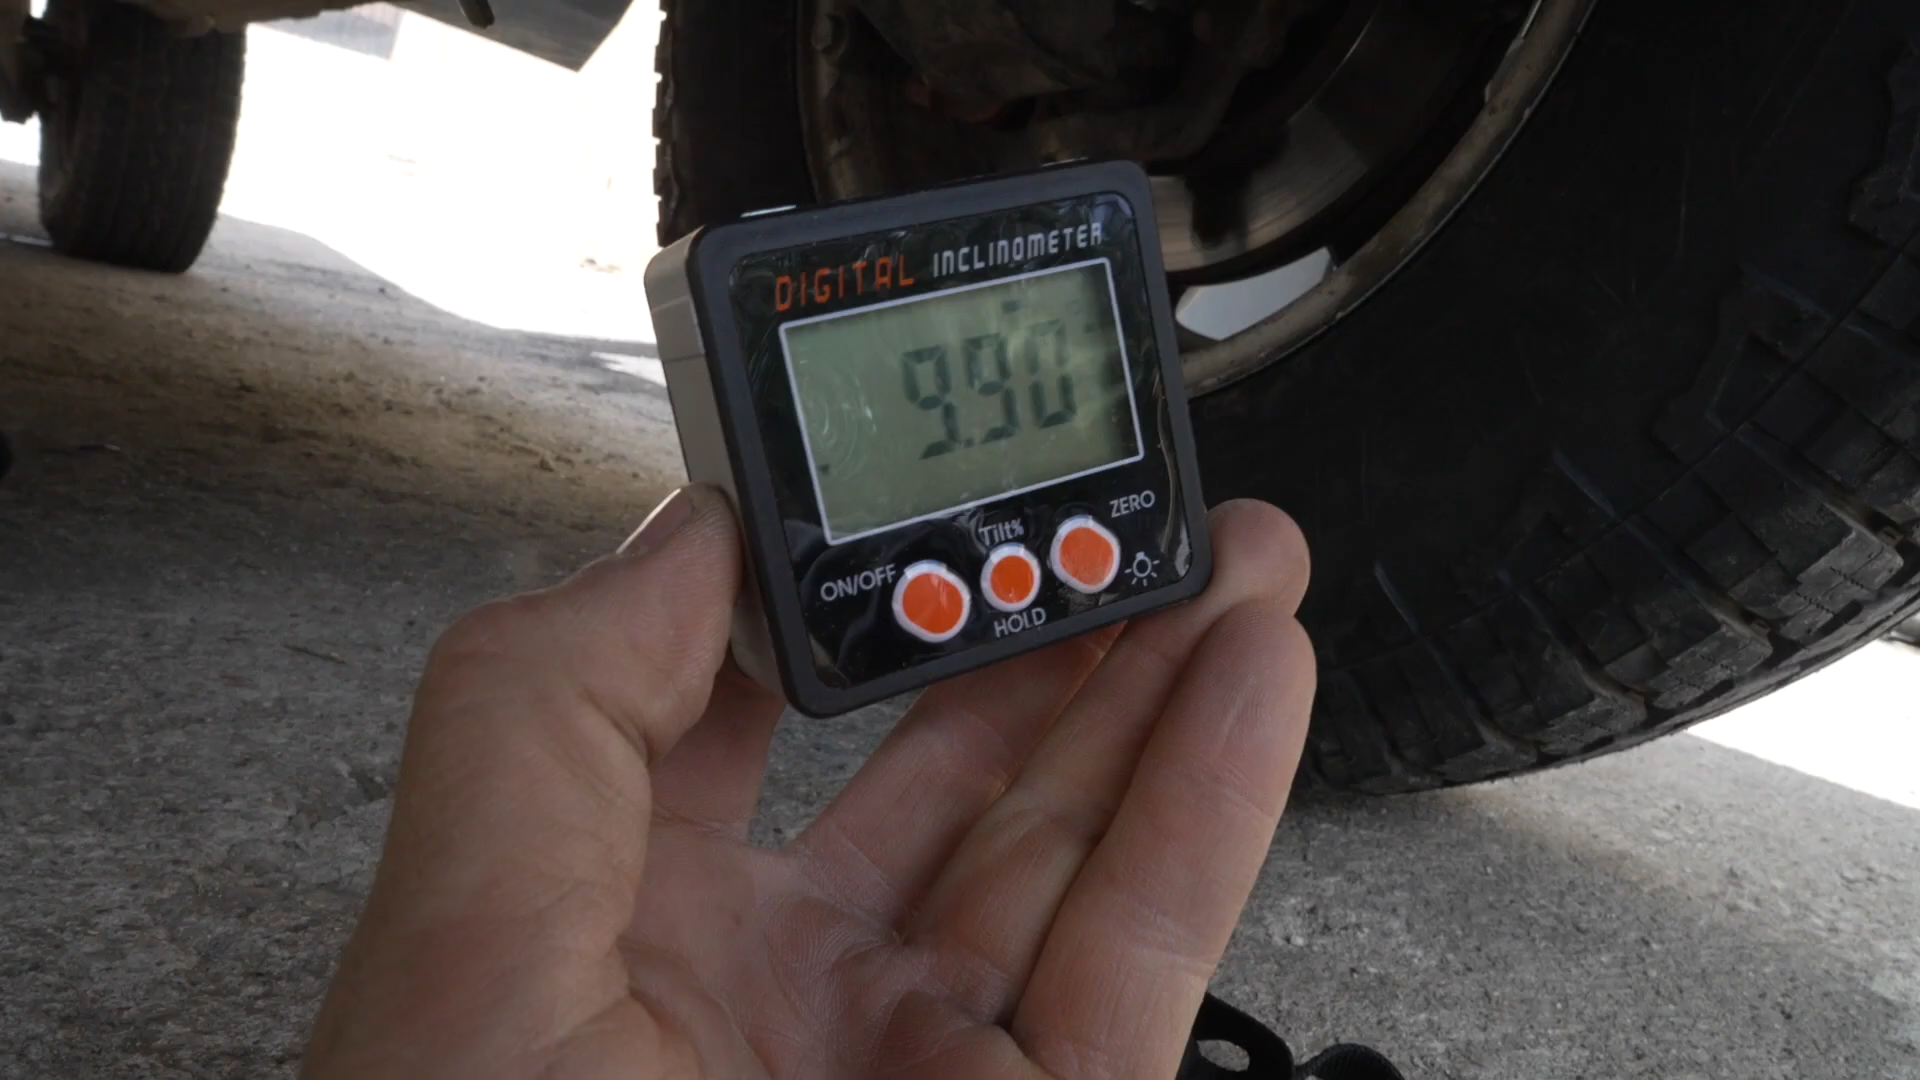 DIGITAL INCLINOMETER
9.90
Tilt% ZERO
ON/OFF
HOLD